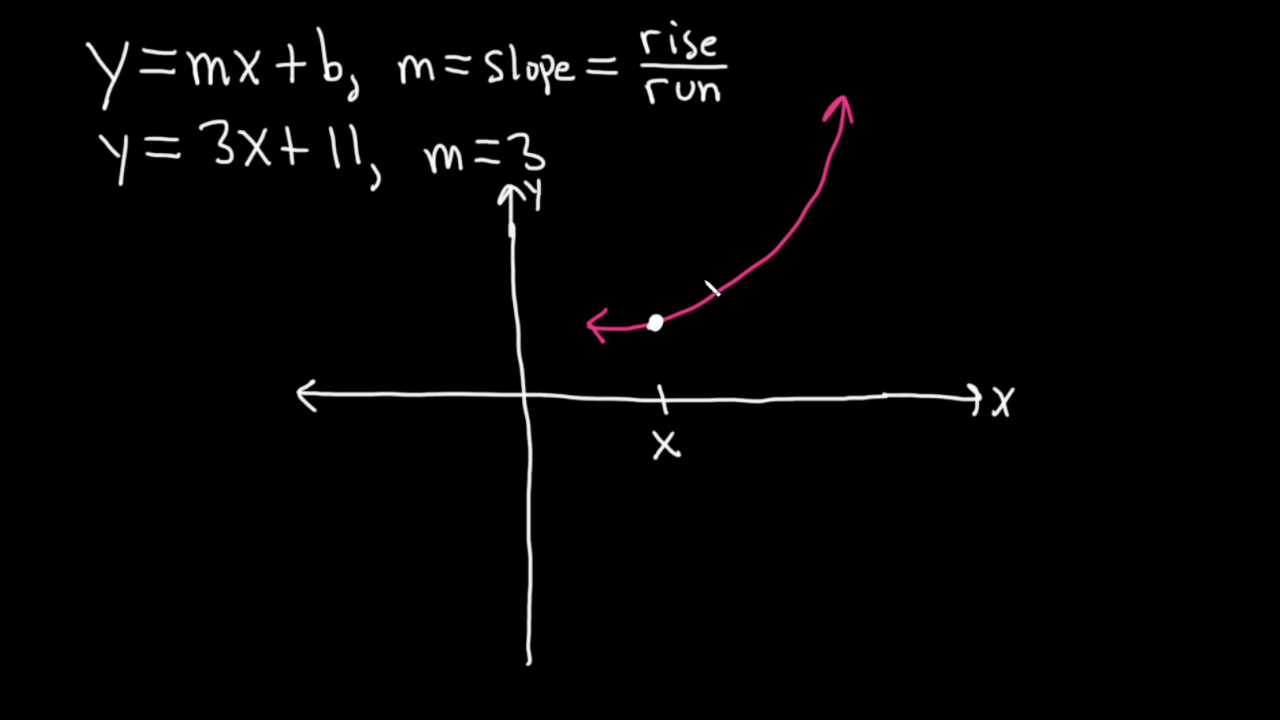 y=mx+b, m=slope= rise/run
y=3x+11, m=3
y
x
x